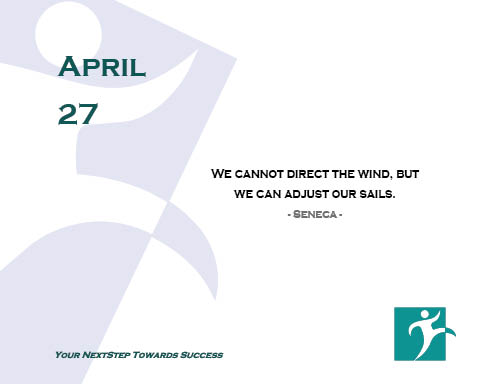 April
27
We cannot direct the wind, but
we can adjust our sails.
- Seneca -
Your NextStep Towards Success